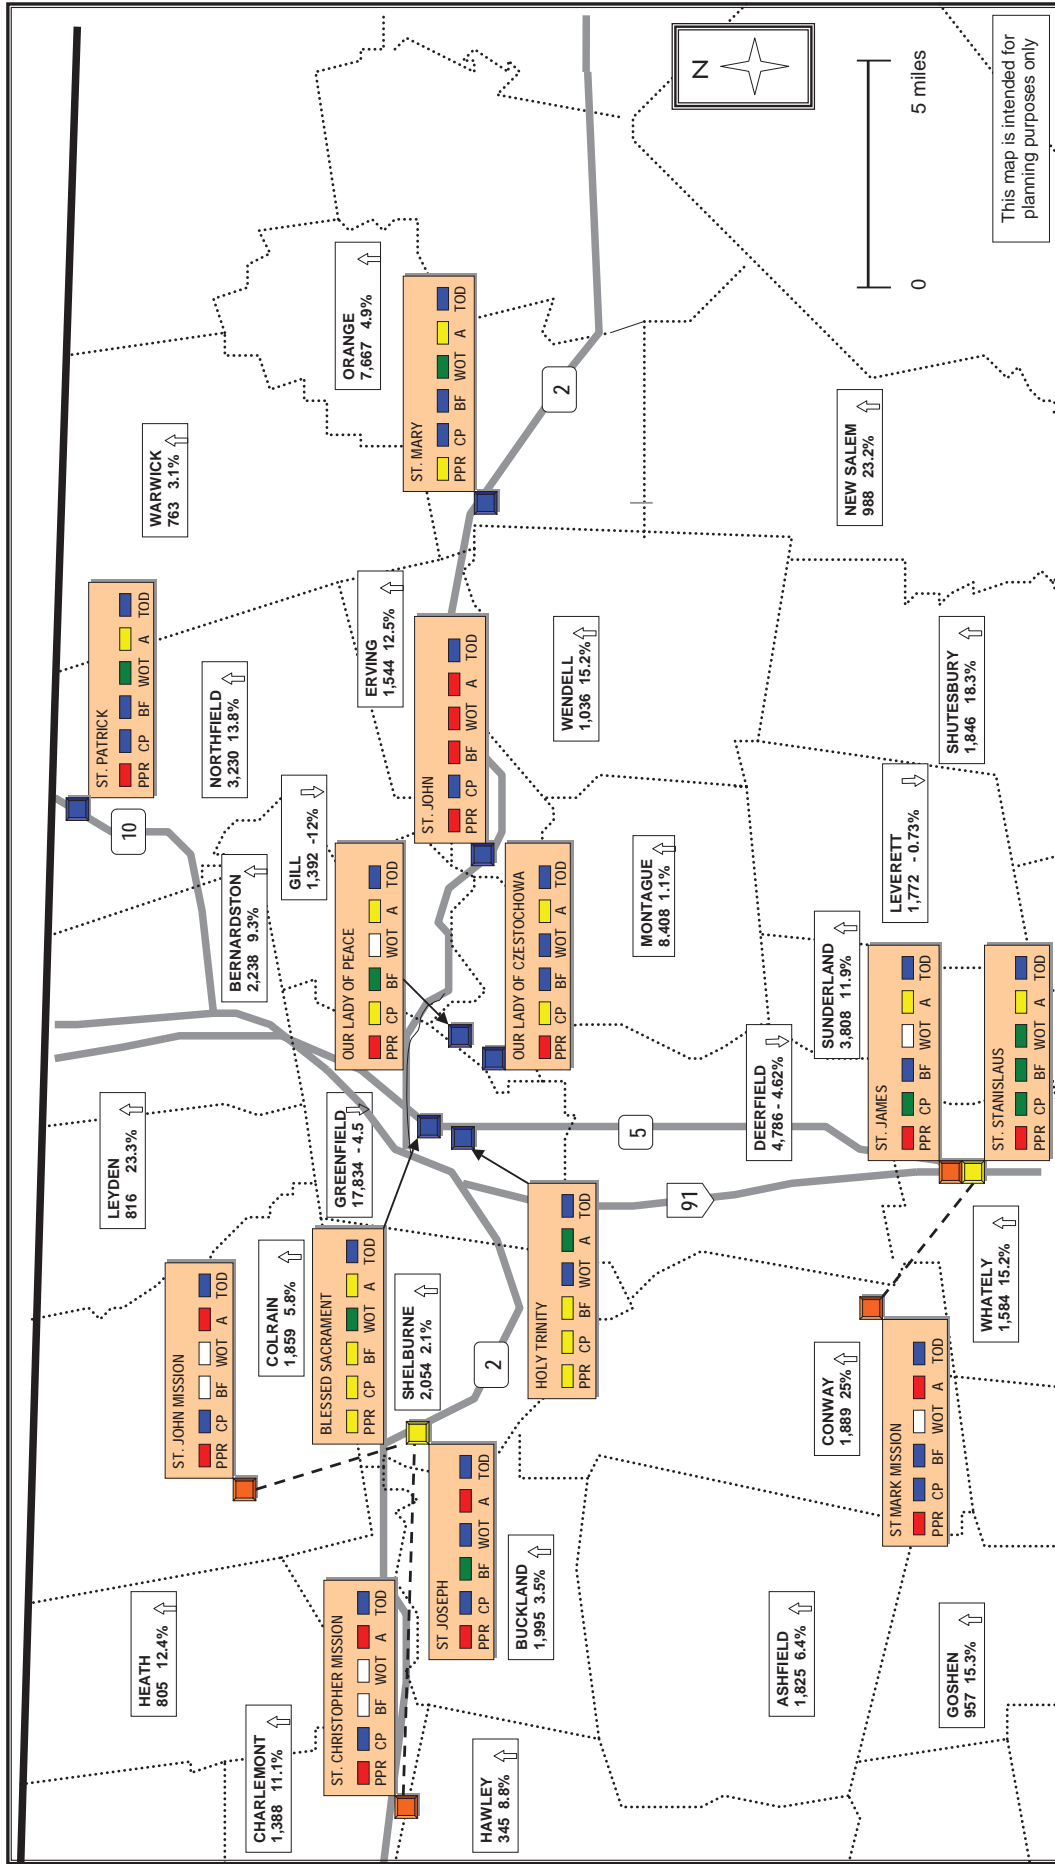 HEATH
805 12.4%
CHARLEMONT
1,388 11.1%
HAWLEY
345 8.8%
ST. CHRISTOPHER MISSION
PPR CP BF WOT A TOD
ST. JOHN MISSION
PPR CP BF WOT A TOD
LEYDEN
816 23.3%
COLRAIN
1,859 5.8%
BLESSED SACRAMENT
PPR CP BF WOT A TOD
GREENFIELD
17,834 - 4.5
SHELBURNE
2,054 2.1%
ST JOSEPH
PPR CP BF WOT A TOD
BUCKLAND
1,995 3.5%
2
HOLY TRINITY
PPR CP BF WOT A TOD
BERNARDSTON
2,238 9.3%
GILL
1,392 -12%
OUR LADY OF PEACE
PPR CP BF WOT A TOD
OUR LADY OF CZESTOCHOWA
PPR CP BF WOT A TOD
10
ST. PATRICK
PPR CP BF WOT A TOD
NORTHFIELD
3,230 13.8%
WARWICK
763 3.1%
ERVING
1,544 12.5%
ST. JOHN
PPR CP BF WOT A TOD
ORANGE
7,667 4.9%
ST. MARY
PPR CP BF WOT A TOD
2
WENDELL
1,036 15.2%
MONTAGUE
8.408 1.1%
5
91
DEERFIELD
4,786 - 4.62%
SUNDERLAND
3,808 11.9%
LEVERETT
1,772 - 0.73%
SHUTESBURY
1,846 18.3%
NEW SALEM
988 23.2%
ST. JAMES
PPR CP BF WOT A TOD
ST. STANISLAUS
PPR CP BF WOT A TOD
WHATELY
1,584 15.2%
CONWAY
1,889 25%
ST MARK MISSION
PPR CP BF WOT A TOD
ASHFIELD
1,825 6.4%
GOSHEN
957 15.3%
N
0 5 miles
This map is intended for
planning purposes only